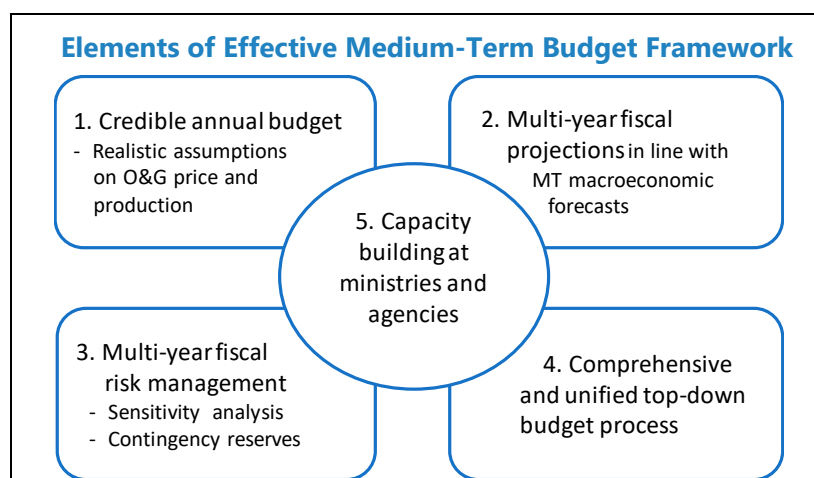 Elements of Effective Medium-Term Budget Framework
1. Credible annual budget
- Realistic assumptions
on O&G price and
production
2. Multi-year fiscal
projections in line with
MT macroeconomic
forecasts
5. Capacity
building at
ministries and
agencies
3. Multi-year fiscal
risk management
- Sensitivity analysis
- Contingency reserves
4. Comprehensive
and unified top-down
budget process